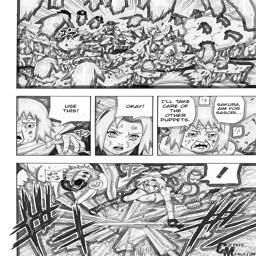 SAKURA,
AIM FOR
SASORI...
I'LL TAKE
CARE OF
THE
OTHER
PUPPETS.
OKAY!
USE
THIS!
!